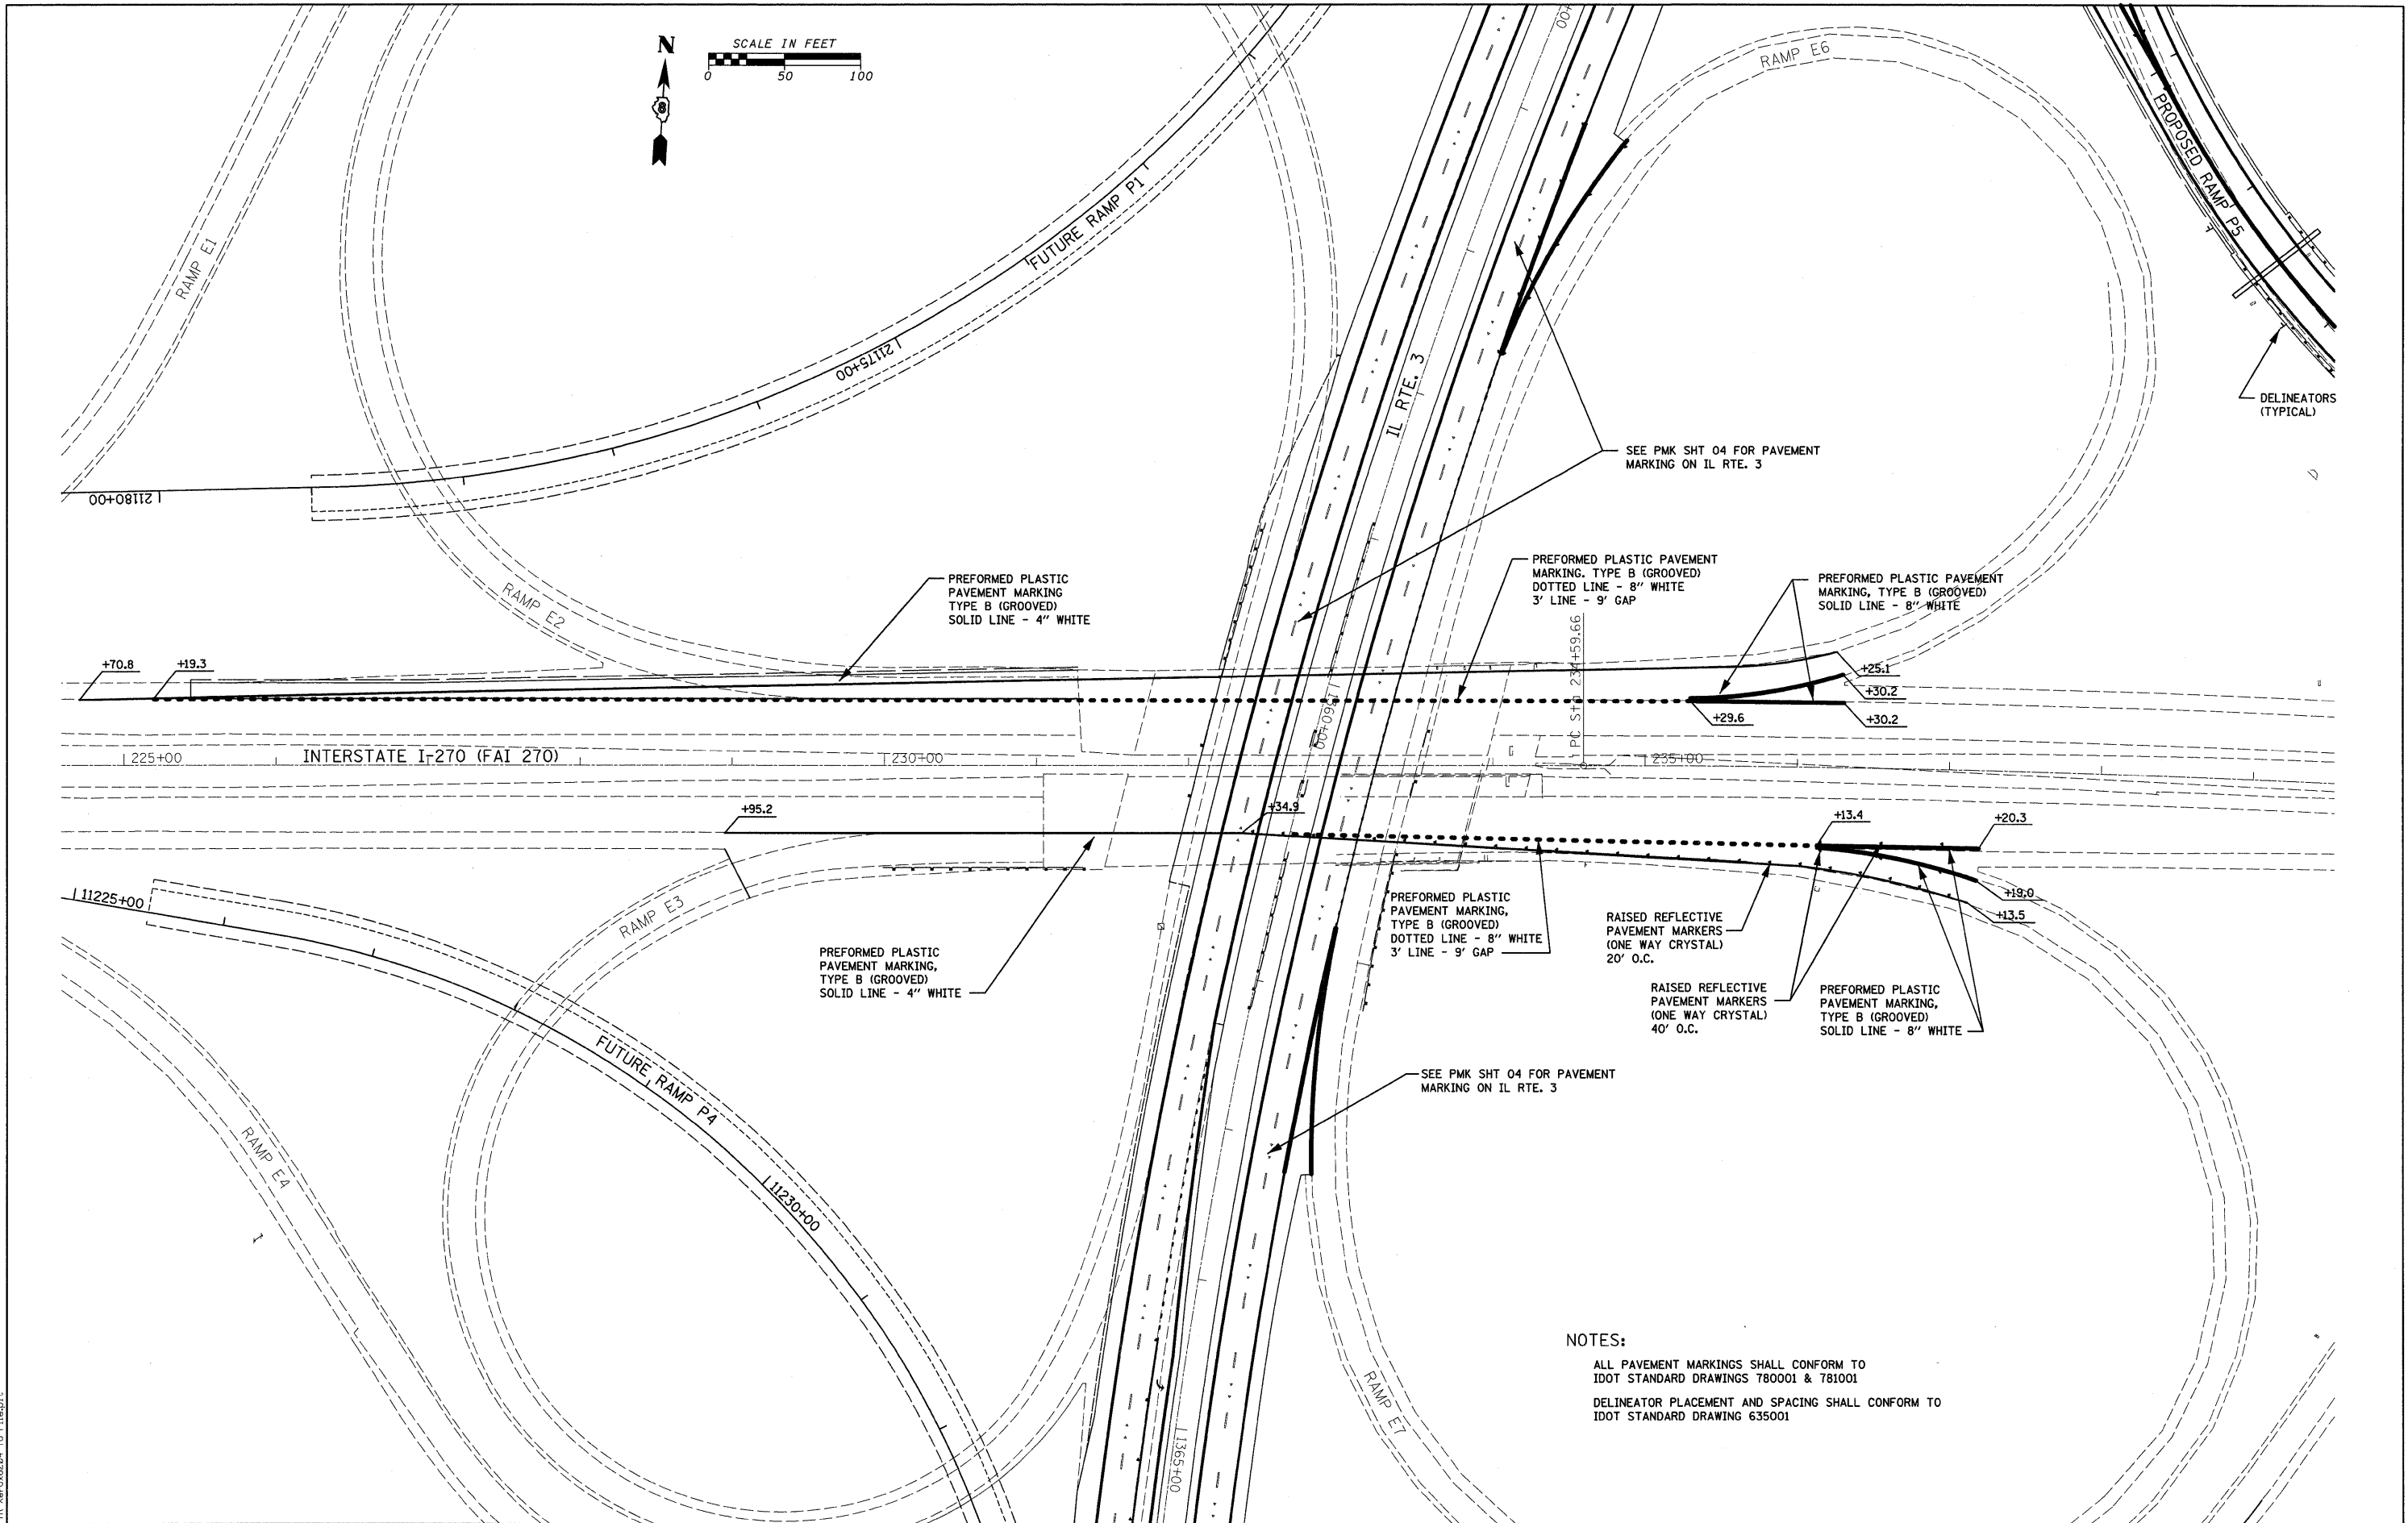 N
SCALE IN FEET
0 50 100
8
RAMP E6
PROPOSED RAMP P5
RAMP E1
FUTURE RAMP P1
21175+00
IL RTE. 3
DELINEATORS
(TYPICAL)
SEE PMK SHT 04 FOR PAVEMENT
MARKING ON IL RTE. 3
21180+00
PREFORMED PLASTIC
PAVEMENT MARKING
TYPE B (GROOVED)
SOLID LINE - 4" WHITE
PREFORMED PLASTIC PAVEMENT
MARKING. TYPE B (GROOVED)
DOTTED LINE - 8" WHITE
3' LINE - 9' GAP
PREFORMED PLASTIC PAVEMENT
MARKING, TYPE B (GROOVED)
SOLID LINE - 8" WHITE
RAMP E2
+70.8
+19.3
+25.1
+30.2
+29.6
+30.2
PC Sta 234+59.66
1360+00
225+00
INTERSTATE I-270 (FAI 270)
230+00
235+00
+95.2
+34.9
+13.4
+20.3
+19.0
+13.5
11225+00
RAMP E3
PREFORMED PLASTIC
PAVEMENT MARKING,
TYPE B (GROOVED)
SOLID LINE - 4" WHITE
PREFORMED PLASTIC
PAVEMENT MARKING,
TYPE B (GROOVED)
DOTTED LINE - 8" WHITE
3' LINE - 9' GAP
RAISED REFLECTIVE
PAVEMENT MARKERS
(ONE WAY CRYSTAL)
20' O.C.
RAISED REFLECTIVE
PAVEMENT MARKERS
(ONE WAY CRYSTAL)
40' O.C.
PREFORMED PLASTIC
PAVEMENT MARKING,
TYPE B (GROOVED)
SOLID LINE - 8" WHITE
FUTURE RAMP P4
SEE PMK SHT 04 FOR PAVEMENT
MARKING ON IL RTE. 3
RAMP E4
11230+00
1365+00
RAMP E7
NOTES:
ALL PAVEMENT MARKINGS SHALL CONFORM TO
IDOT STANDARD DRAWINGS 780001 & 781001
DELINEATOR PLACEMENT AND SPACING SHALL CONFORM TO
IDOT STANDARD DRAWING 635001